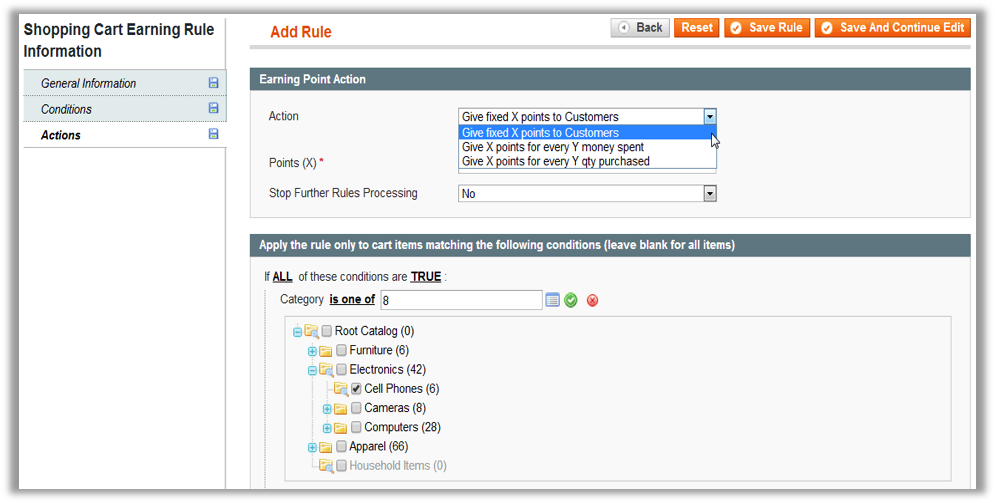 Shopping Cart Earning Rule
Information
General Information
Conditions
Actions
Add Rule
Back
Reset
Save Rule
Save And Continue Edit
Earning Point Action
Action
Give fixed X points to Customers
Give fixed X points to Customers
Give X points for every Y money spent
Give X points for every Y qty purchased
Points (X) *
Stop Further Rules Processing
No
Apply the rule only to cart items matching the following conditions (leave blank for all items)
If ALL of these conditions are TRUE :
Category is one of 8
Root Catalog (0)
Furniture (6)
Electronics (42)
Cell Phones (6)
Cameras (8)
Computers (28)
Apparel (66)
Household Items (0)